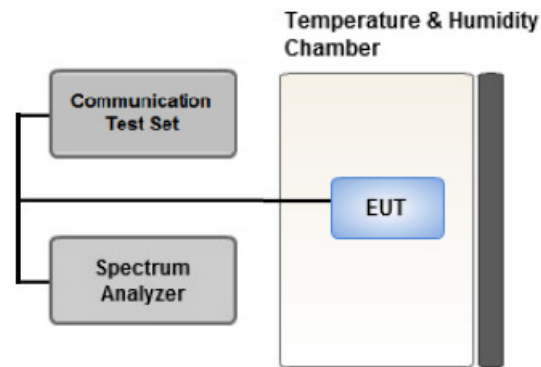 Temperature & Humidity
Chamber
Communication
Test Set
EUT
Spectrum
Analyzer